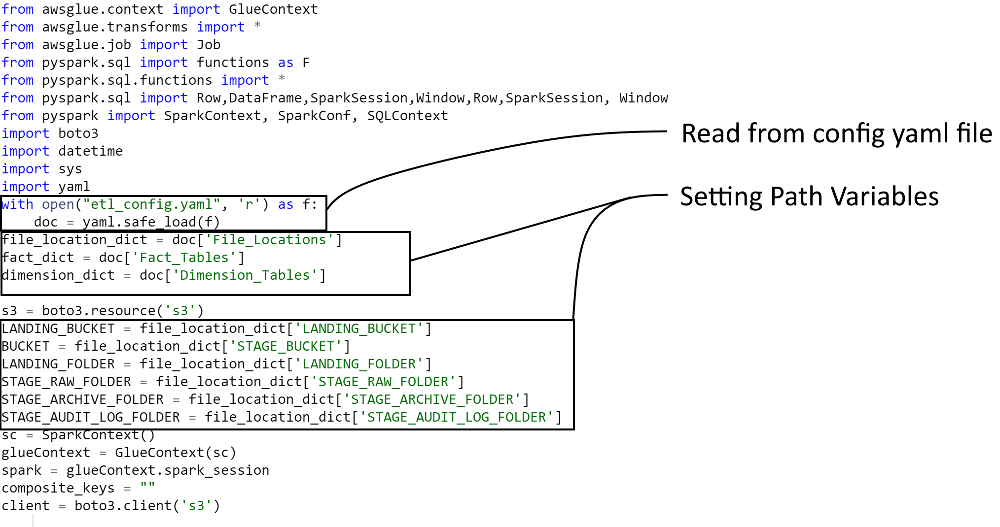 from awsglue.context import GlueContext
from awsglue.transforms import *
from awsglue.job import Job
from pyspark.sql import functions as F
from pyspark.sql.functions import *
from pyspark.sql import Row,DataFrame,SparkSession,Window,Row,SparkSession, Window
from pyspark import SparkContext, SparkConf, SQLContext
import boto3
import datetime
import sys
import yaml
with open("etl_config.yaml", 'r') as f:
    doc = yaml.safe_load(f)
file_location_dict = doc['File_Locations']
fact_dict = doc['Fact_Tables']
dimension_dict = doc['Dimension_Tables']
s3 = boto3.resource('s3')
LANDING_BUCKET = file_location_dict['LANDING_BUCKET']
BUCKET = file_location_dict['STAGE_BUCKET']
LANDING_FOLDER = file_location_dict['LANDING_FOLDER']
STAGE_RAW_FOLDER = file_location_dict['STAGE_RAW_FOLDER']
STAGE_ARCHIVE_FOLDER = file_location_dict['STAGE_ARCHIVE_FOLDER']
STAGE_AUDIT_LOG_FOLDER = file_location_dict['STAGE_AUDIT_LOG_FOLDER']
sc = SparkContext()
glueContext = GlueContext(sc)
spark = glueContext.spark_session
composite_keys = ""
client = boto3.client('s3')
Read from config yaml file
Setting Path Variables